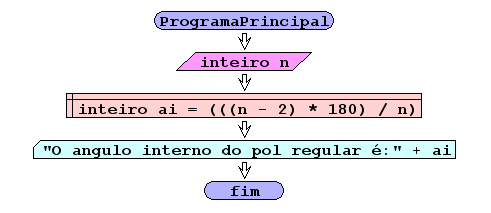 ProgramaPrincipal
inteiro n
inteiro ai = (((n - 2) * 180) / n)
"O angulo interno do pol regular é:" + ai
fim